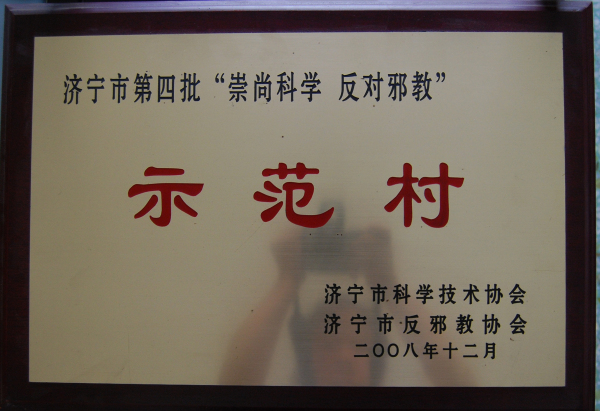 济宁市第四批“崇尚科学 反对邪教”
示范村
济宁市科学技术协会
济宁市反邪教协会
二〇〇八年十二月